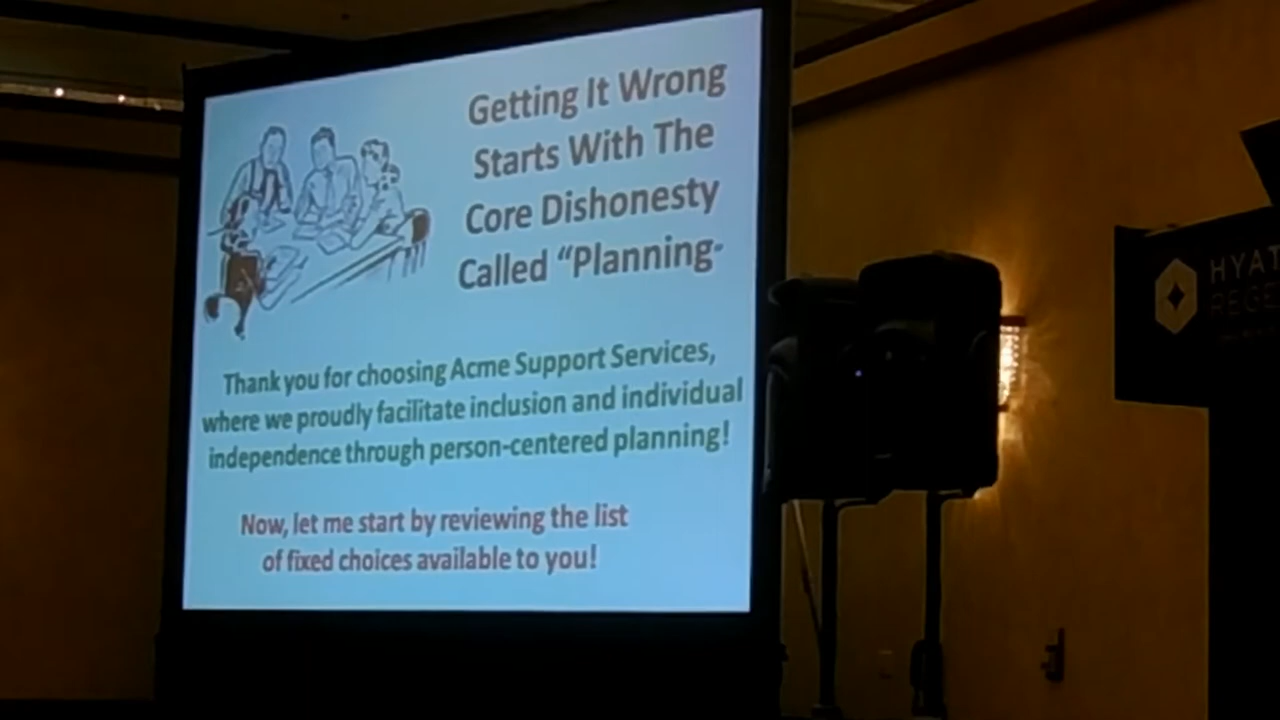 Getting It Wrong
Starts With The
Core Dishonesty
Called “Planning-
Thank you for choosing Acme Support Services,
where we proudly facilitate inclusion and individual
independence through person-centered planning!
Now, let me start by reviewing the list
of fixed choices available to you!
HYAT
REGE